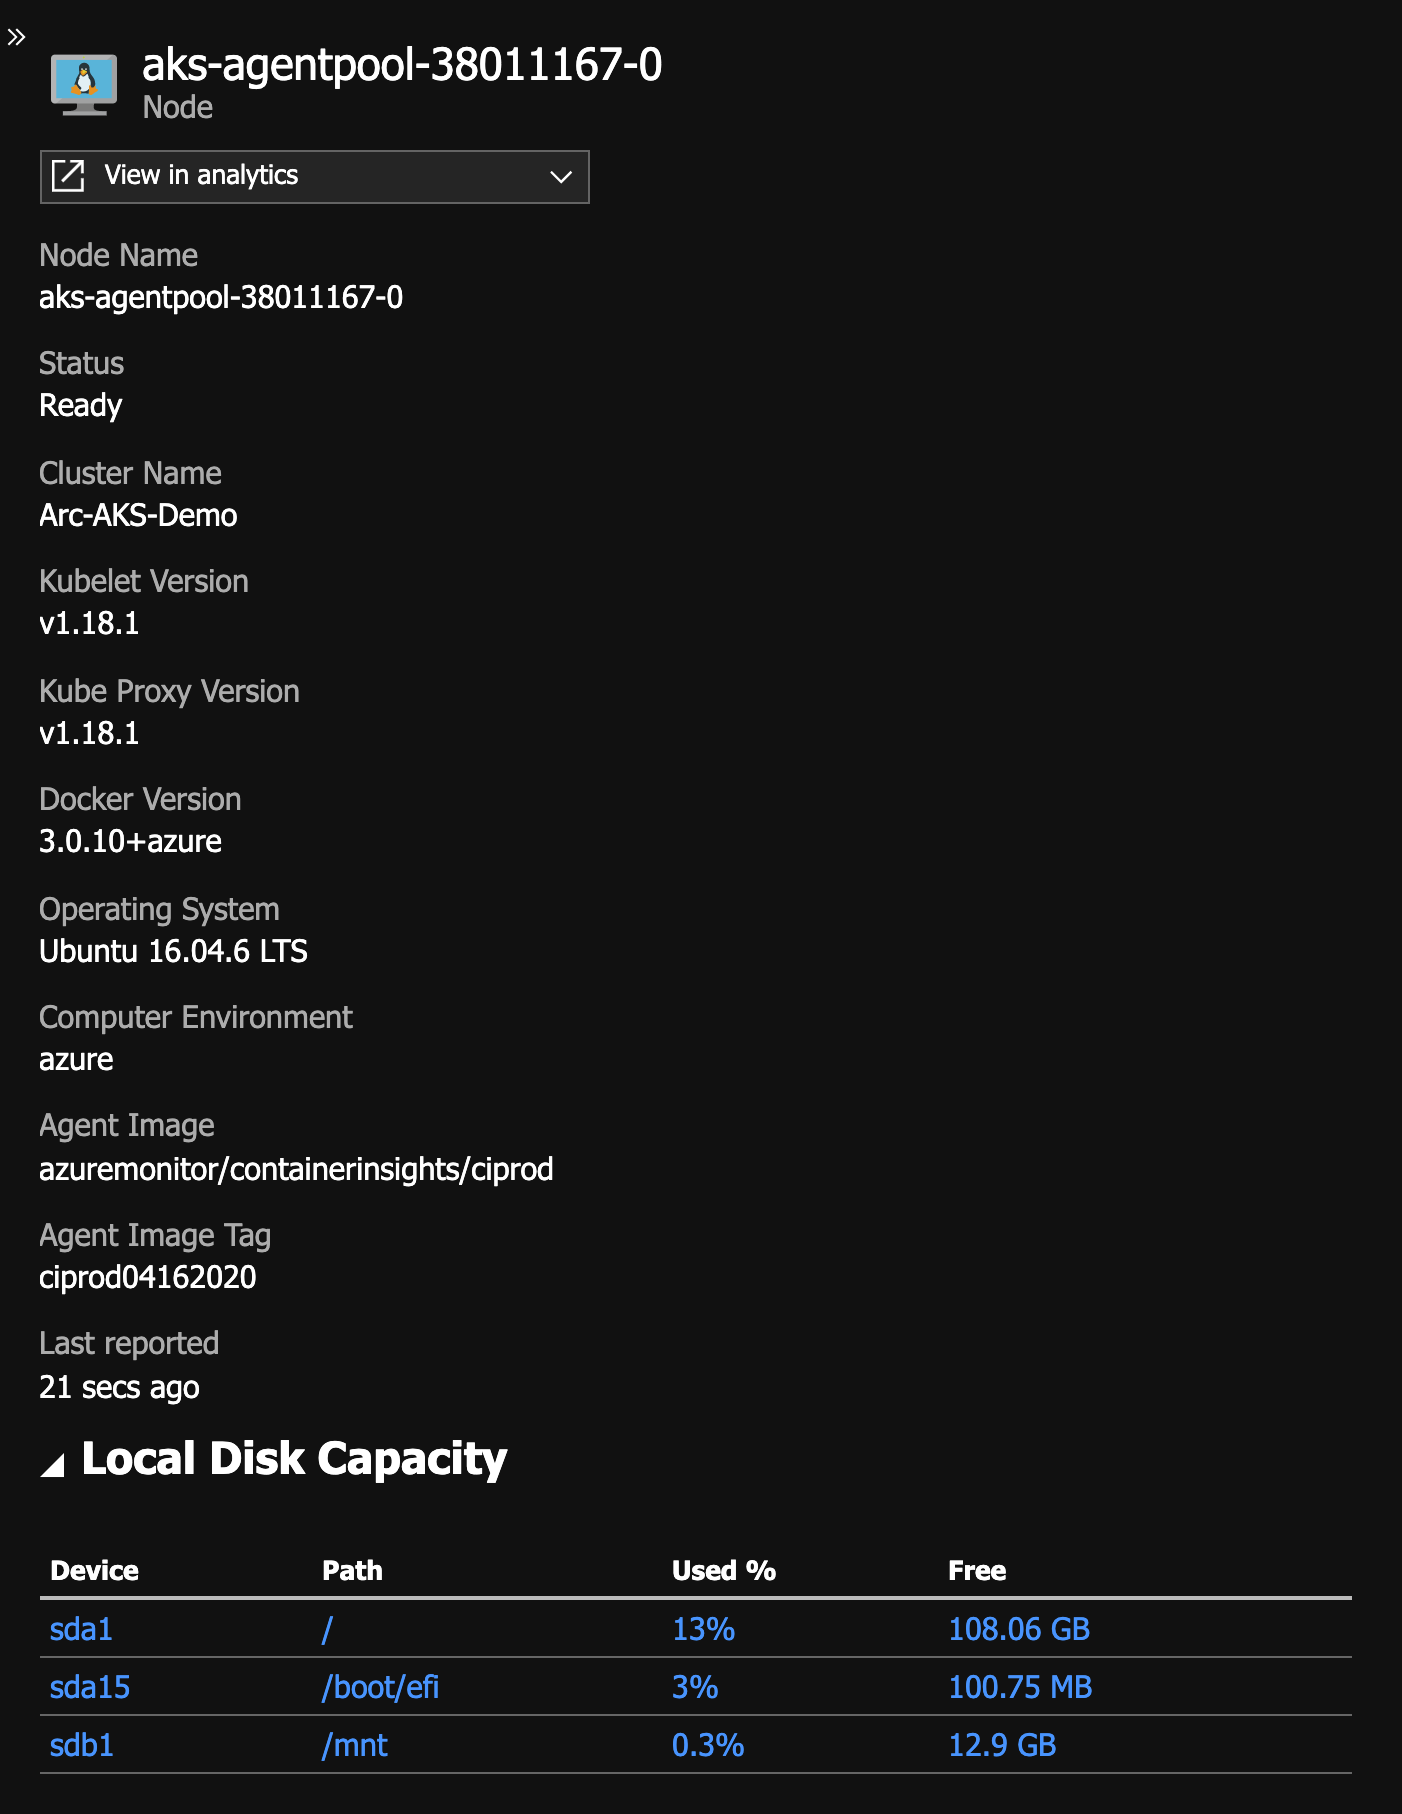 aks-agentpool-38011167-0
Node
View in analytics
Node Name
aks-agentpool-38011167-0
Status
Ready
Cluster Name
Arc-AKS-Demo
Kubelet Version
v1.18.1
Kube Proxy Version
v1.18.1
Docker Version
3.0.10+azure
Operating System
Ubuntu 16.04.6 LTS
Computer Environment
azure
Agent Image
azuremonitor/containerinsights/ciprod
Agent Image Tag
ciprod04162020
Last reported
21 secs ago
Local Disk Capacity
Device Path Used % Free
sda1 / 13% 108.06 GB
sda15 /boot/efi 3% 100.75 MB
sdb1 /mnt 0.3% 12.9 GB